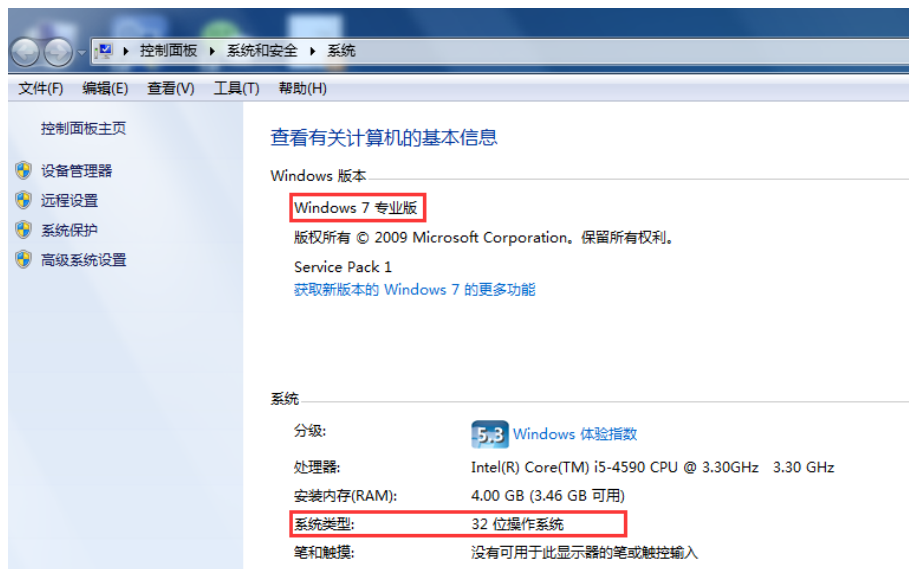 控制面板 系统和安全 系统
文件(F) 编辑(E) 查看(V) 工具(T) 帮助(H)
控制面板主页
设备管理器
远程设置
系统保护
高级系统设置
查看有关计算机的基本信息
Windows 版本
Windows 7 专业版
版权所有 © 2009 Microsoft Corporation。保留所有权利。
Service Pack 1
获取新版本的 Windows 7 的更多功能
系统
分级: 5.3 Windows 体验指数
处理器: Intel(R) Core(TM) i5-4590 CPU @ 3.30GHz 3.30 GHz
安装内存(RAM): 4.00 GB (3.46 GB 可用)
系统类型: 32 位操作系统
笔和触摸: 没有可用于此显示器的笔或触控输入